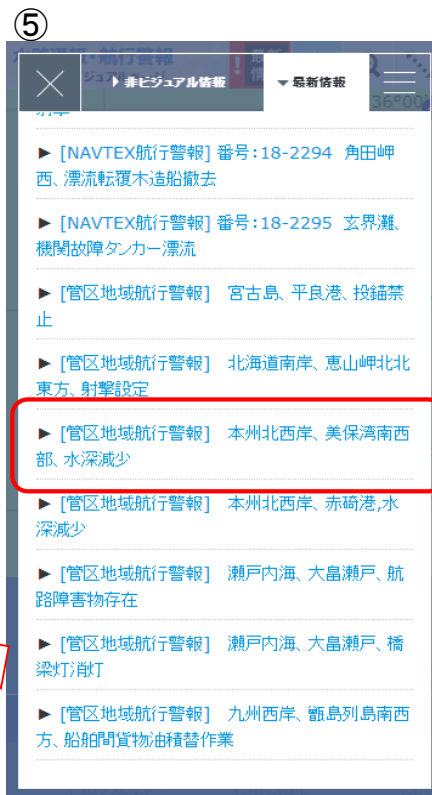 ⑤
▶非ビジュアル情報
▼最新情報
36°00'
▶ [NAVTEX航行警報] 番号:18-2294 角田岬
西、漂流転覆木造船撤去
▶ [NAVTEX航行警報] 番号:18-2295 玄界灘、
機関故障タンカー漂流
▶ [管区地域航行警報] 宮古島、平良港、投錨禁
止
▶ [管区地域航行警報] 北海道南岸、恵山岬北北
東方、射撃設定
▶ [管区地域航行警報] 本州北西岸、美保湾南西
部、水深減少
▶ [管区地域航行警報] 本州北西岸、赤碕港,水
深減少
▶ [管区地域航行警報] 瀬戸内海、大畠瀬戸、航
路障害物存在
▶ [管区地域航行警報] 瀬戸内海、大畠瀬戸、橋
梁灯消灯
▶ [管区地域航行警報] 九州西岸、甑島列島南西
方、船舶間貨物油積替作業